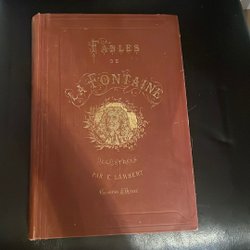 FABLES
DE
LA FONTAINE
ILLUSTRÉES
PAR E. LAMBERT